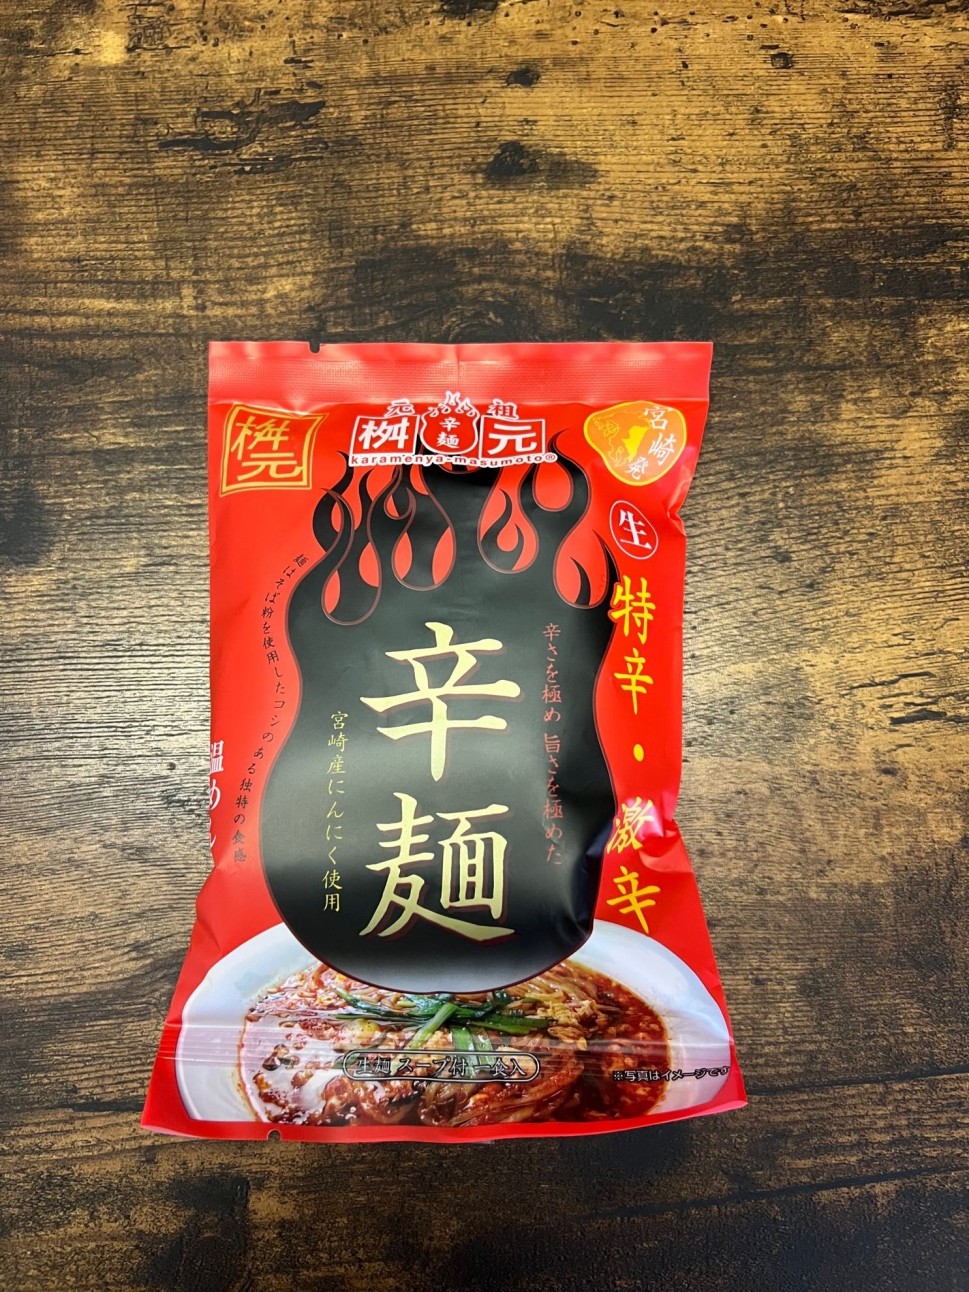 元祖
桝元
辛麺
karamenya-masumoto®
桝元
宮崎発
生
特辛・激辛
辛さを極め 旨さを極めた
辛麺
宮崎産にんにく使用
麺はそば粉を使用したコシのある独特の食感
温め
生麺 スープ付 一食入
※写真はイメージです